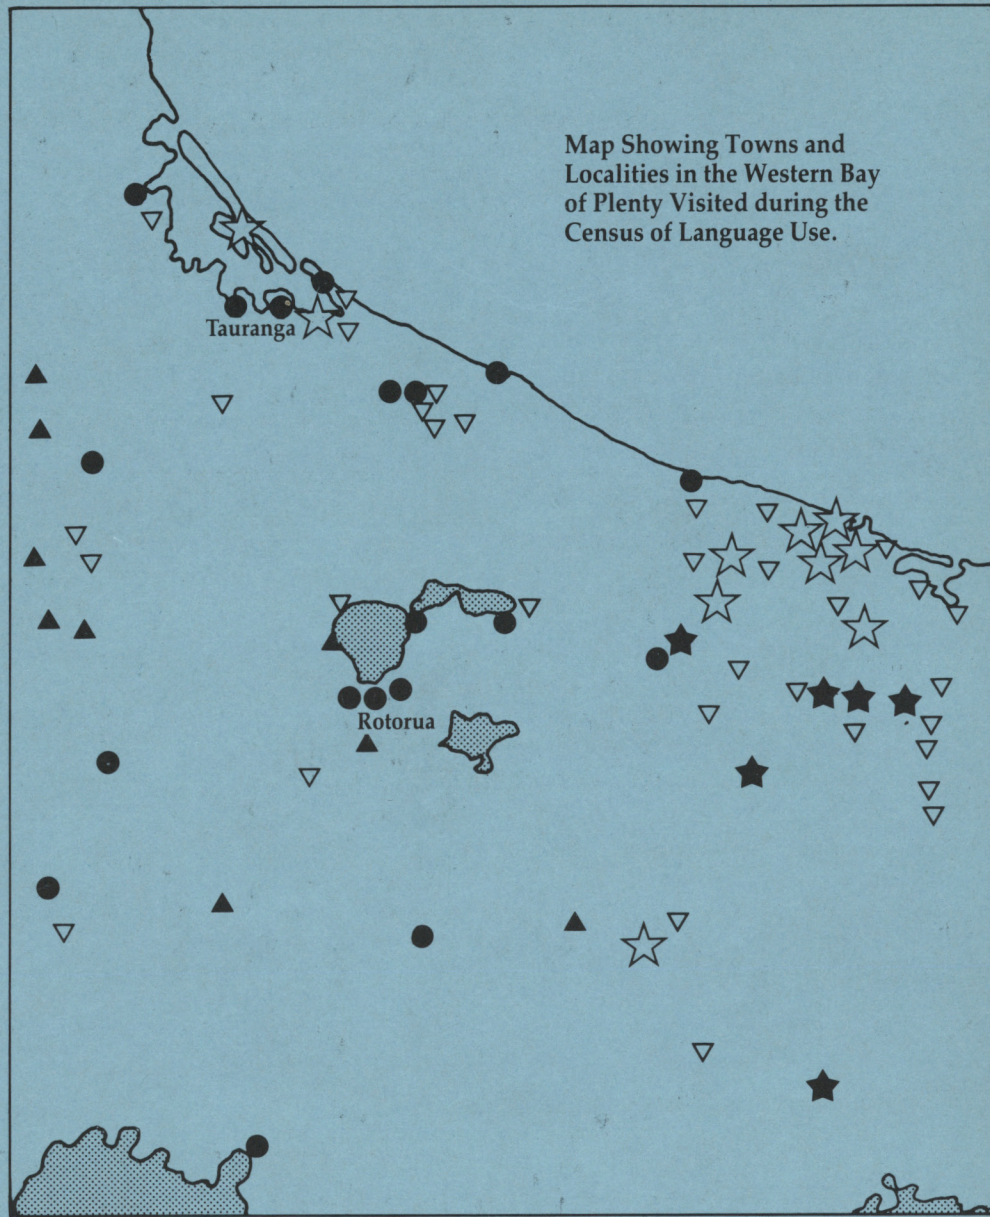 Map Showing Towns and
Localities in the Western Bay
of Plenty Visited during the
Census of Language Use.
Tauranga
Rotorua